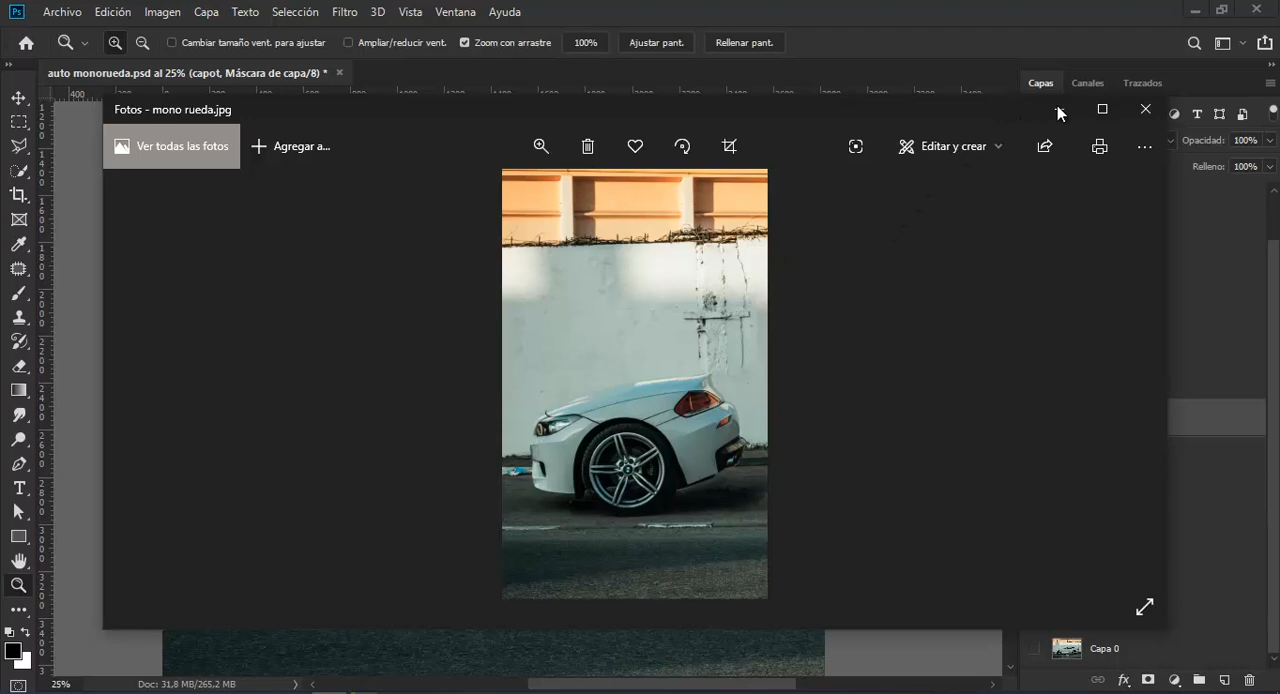 Ps Archivo Edición Imagen Capa Texto Selección Filtro 3D Vista Ventana Ayuda
Cambiar tamaño vent. para ajustar Ampliar/reducir vent. Zoom con arrastre 100% Ajustar pant. Rellenar pant.
auto monorueda.psd al 25% (capot, Máscara de capa/8) *
Capas Canales Trazados
Fotos - mono rueda.jpg
Ver todas las fotos Agregar a... Editar y crear
Opacidad: 100%
Relleno: 100%
Capa 0
25% Doc: 31,8 MB/265,2 MB